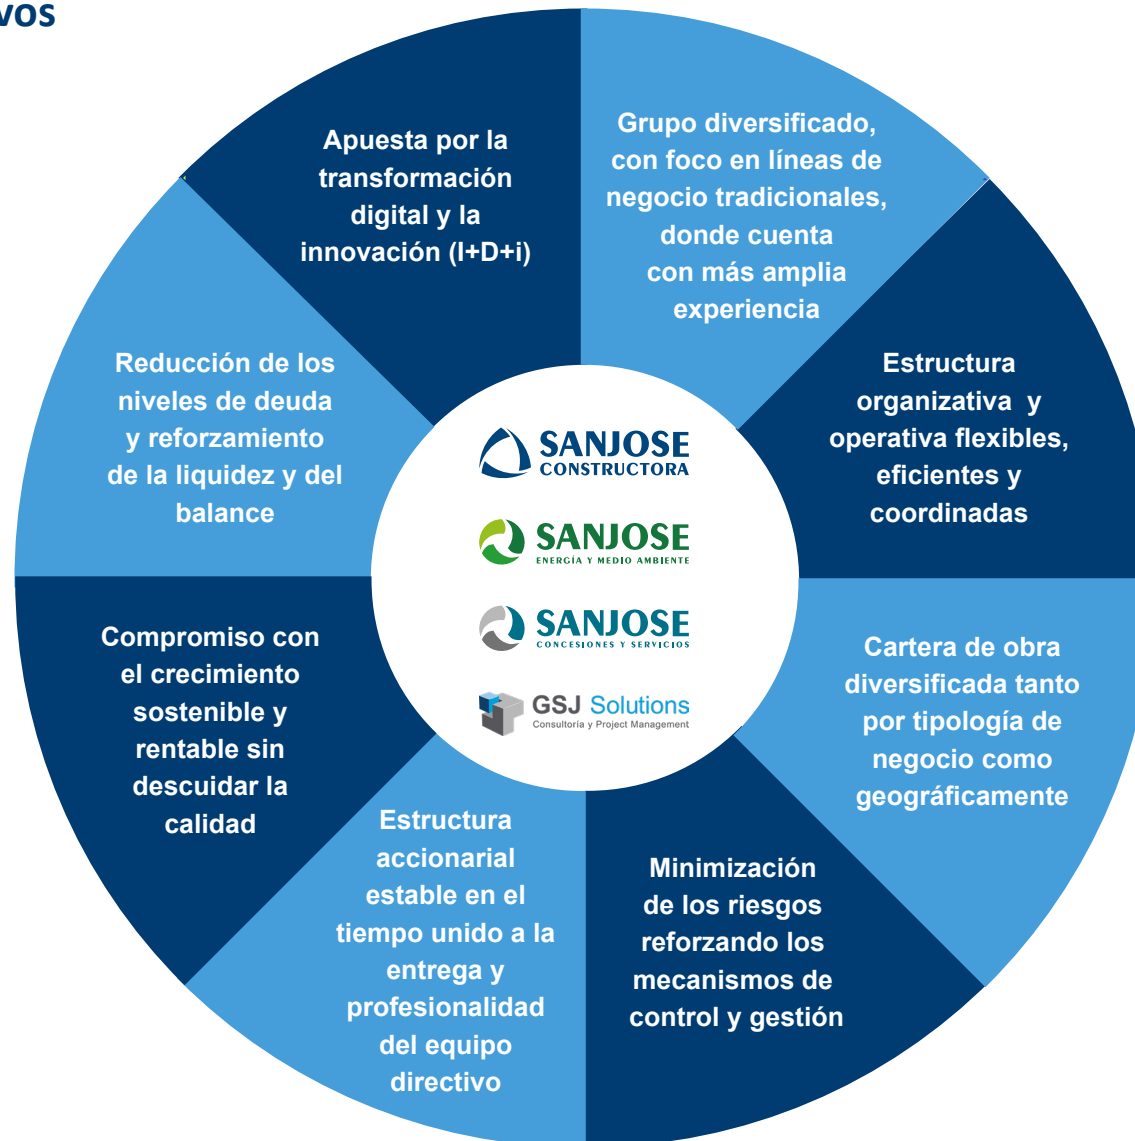 vos
Apuesta por la
transformación
digital y la
innovación (I+D+i)
Grupo diversificado,
con foco en líneas de
negocio tradicionales,
donde cuenta
con más amplia
experiencia
Estructura
organizativa  y
operativa flexibles,
eficientes y
coordinadas
Cartera de obra
diversificada tanto
por tipología de
negocio como
geográficamente
Minimización
de los riesgos
reforzando los
mecanismos de
control y gestión
Estructura
accionarial
estable en el
tiempo unido a la
entrega y
profesionalidad
del equipo
directivo
Compromiso con
el crecimiento
sostenible y
rentable sin
descuidar la
calidad
Reducción de los
niveles de deuda
y reforzamiento
de la liquidez y del
balance
SANJOSE
CONSTRUCTORA
SANJOSE
ENERGÍA Y MEDIO AMBIENTE
SANJOSE
CONCESIONES Y SERVICIOS
GSJ Solutions
Consultoría y Project Management